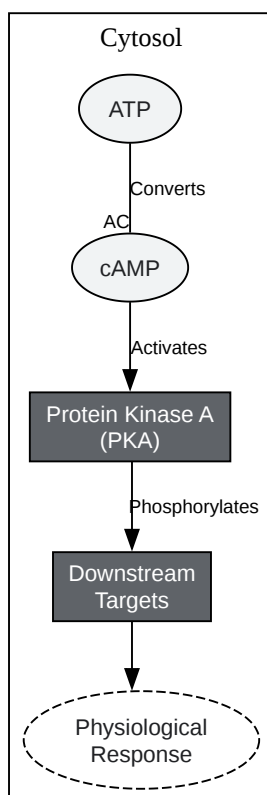 Cytosol
ATP
Converts
AC
cAMP
Activates
Protein Kinase A
(PKA)
Phosphorylates
Downstream
Targets
Physiological
Response